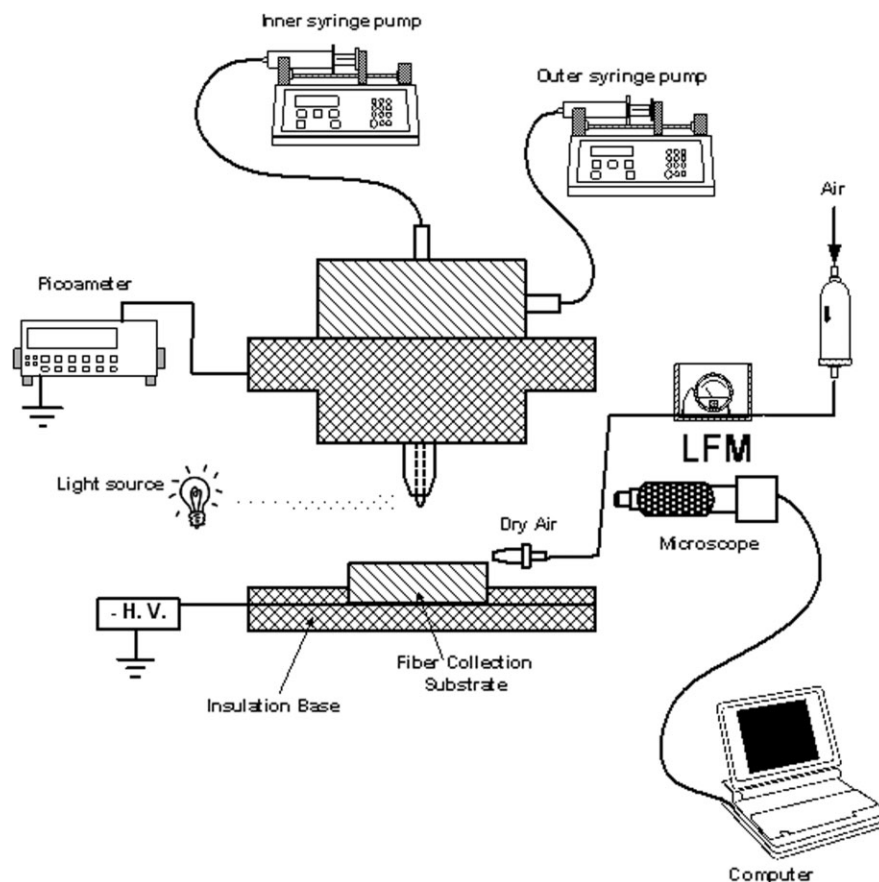 Inner syringe pump
Outer syringe pump
Air
Picoameter
LFM
Light source
Dry Air
Microscope
- H. V.
Fiber Collection
Substrate
Insulation Base
Computer